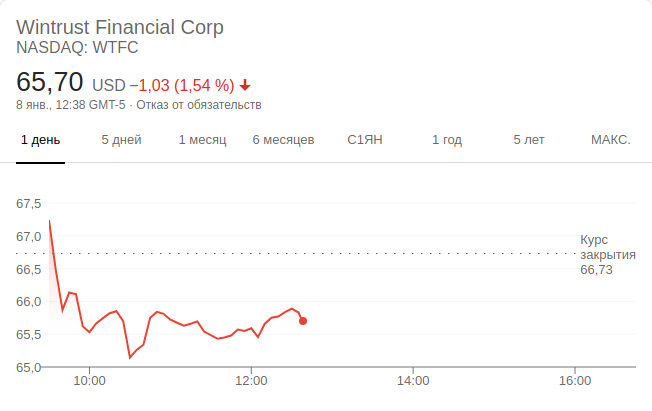 Wintrust Financial Corp
NASDAQ: WTFC
65,70 USD −1,03 (1,54 %)
8 янв., 12:38 GMT-5 · Отказ от обязательств
1 день 5 дней 1 месяц 6 месяцев С1ЯН 1 год 5 лет МАКС.
67,5
67,0
Курс
закрытия
66,73
66,5
66,0
65,5
65,0
10:00 12:00 14:00 16:00